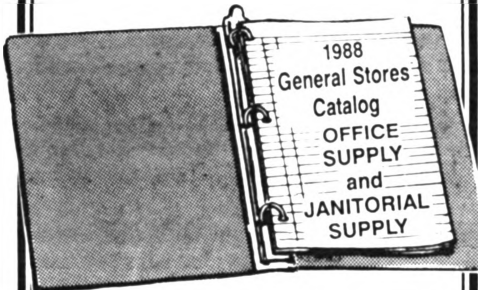 1988
General Stores
Catalog
OFFICE
SUPPLY
and
JANITORIAL
SUPPLY